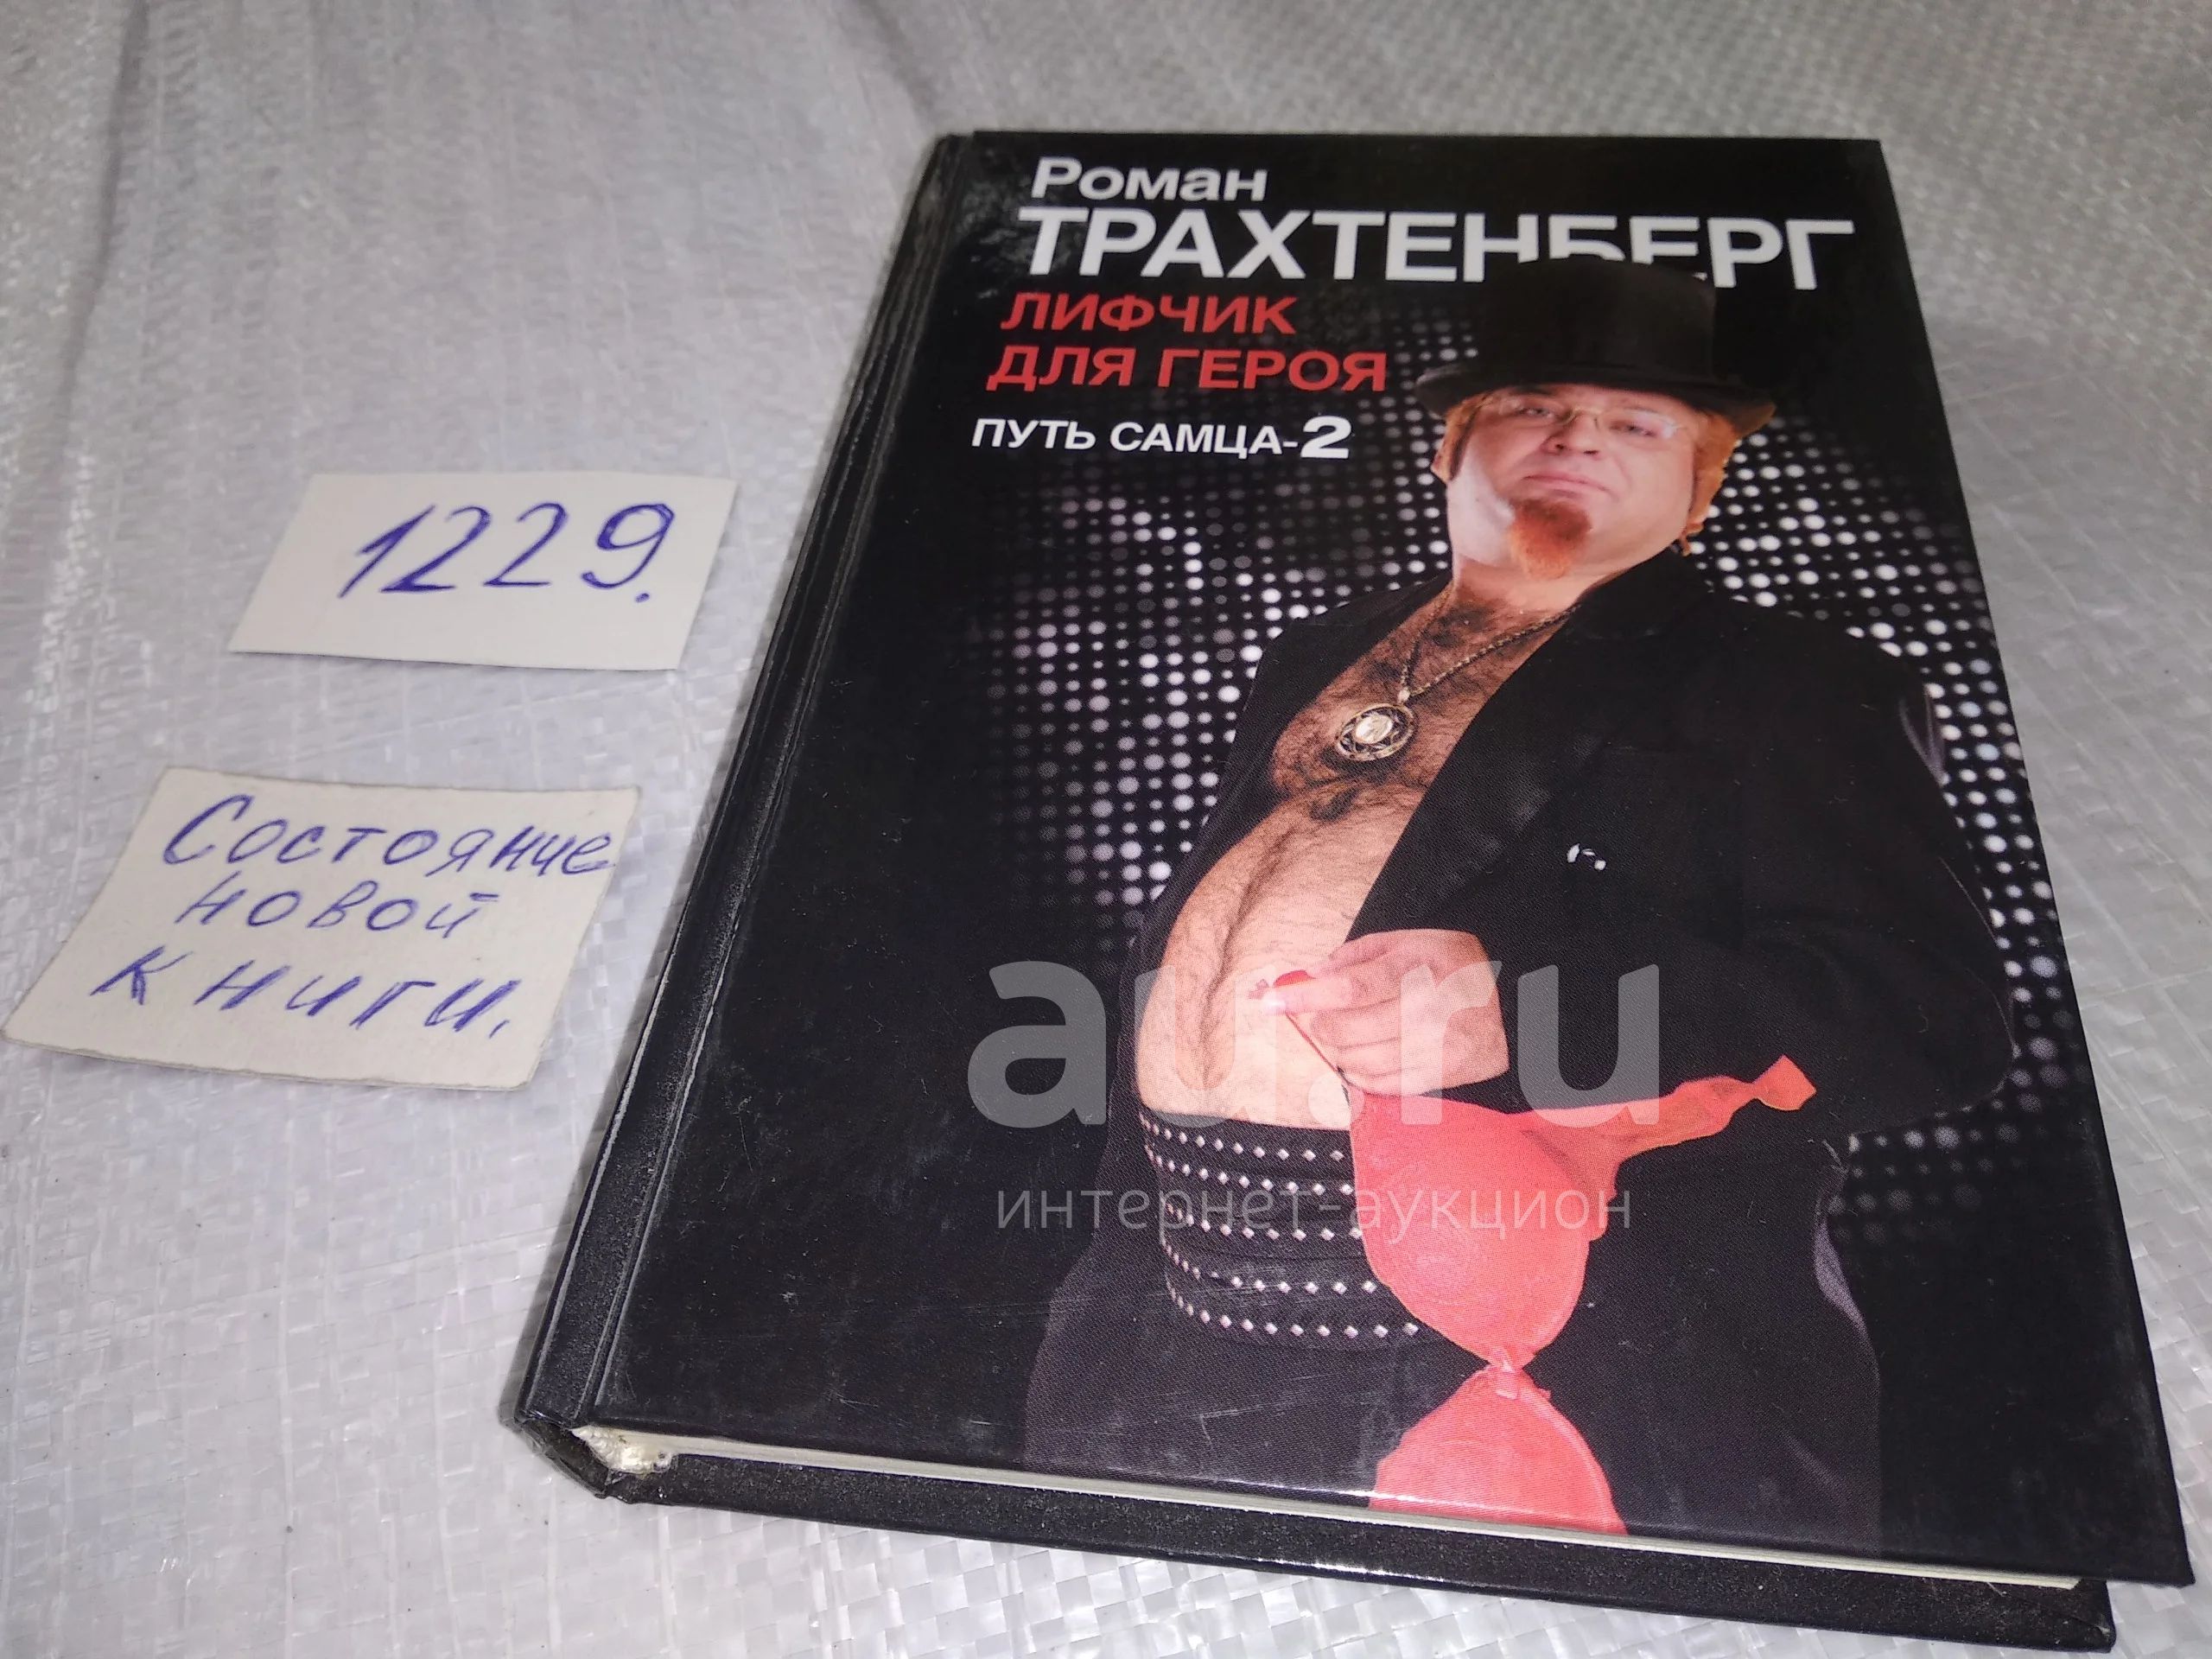 Роман
ТРАХТЕНБЕРГ
ЛИФЧИК
ДЛЯ ГЕРОЯ
ПУТЬ САМЦА-2
1229.
Состояние
новой
книги.
au.ru
интернет-аукцион